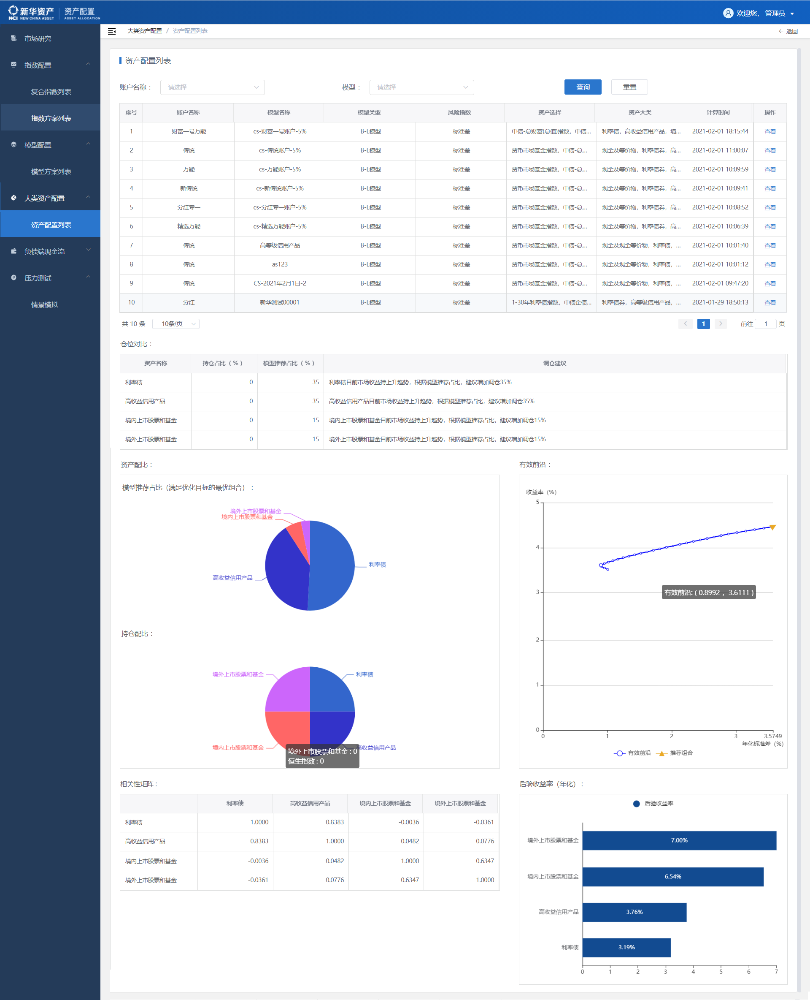 新华资产 资产配置
NCI NEW CHINA ASSET ASSET ALLOCATION
欢迎您， 管理员
大类资产配置 / 资产配置列表
← 返回
市场研究
指数配置
复合指数列表
指数方案列表
模型配置
模型方案列表
大类资产配置
资产配置列表
负债端现金流
压力测试
情景模拟
资产配置列表
账户名称： 请选择 模型： 请选择 查询 重置
序号 账户名称 模型名称 模型类型 风险指数 资产选择 资产大类 计算时间 操作
1 财富一号万能 cs-财富一号账户-5% B-L模型 标准差 中债-总财富(总值)指数，中债... 利率债，高收益信用产品，境... 2021-02-01 18:15:44 查看
2 传统 cs-传统账户-5% B-L模型 标准差 货币市场基金指数，中债-总... 现金及等价物，利率债券，高... 2021-02-01 11:00:07 查看
3 万能 cs-万能账户-5% B-L模型 标准差 货币市场基金指数，中债-总... 现金及等价物，利率债券，高... 2021-02-01 10:09:59 查看
4 新传统 cs-新传统账户-5% B-L模型 标准差 货币市场基金指数，中债-总... 现金及等价物，利率债券，高... 2021-02-01 10:09:41 查看
5 分红专一 cs-分红专一账户-5% B-L模型 标准差 货币市场基金指数，中债-总... 现金及等价物，利率债券，高... 2021-02-01 10:08:52 查看
6 精选万能 cs-精选万能账户-5% B-L模型 标准差 货币市场基金指数，中债-总... 现金及等价物，利率债券，高... 2021-02-01 10:06:39 查看
7 传统 高等级信用产品 B-L模型 标准差 货币市场基金指数，中债-总... 现金及现金等价物，利率债，... 2021-02-01 10:01:40 查看
8 传统 as123 B-L模型 标准差 货币市场基金指数，中债-总... 现金及现金等价物，利率债，... 2021-02-01 10:01:12 查看
9 传统 CS-2021年2月1日-2 B-L模型 标准差 货币市场基金指数，中债-总... 现金及现金等价物，利率债，... 2021-02-01 09:47:20 查看
10 分红 新华测试00001 B-L模型 标准差 1-30年利率债指数，中债企债... 利率债券，高等级信用产品，... 2021-01-29 18:50:13 查看
共 10 条 10条/页 < 1 > 前往 1 页
仓位对比：
资产名称 持仓占比（%） 模型推荐占比（%） 调仓建议
利率债 0 35 利率债目前市场收益持上升趋势，根据模型推荐占比，建议增加调仓35%
高收益信用产品 0 35 高收益信用产品目前市场收益持上升趋势，根据模型推荐占比，建议增加调仓35%
境内上市股票和基金 0 15 境内上市股票和基金目前市场收益持上升趋势，根据模型推荐占比，建议增加调仓15%
境外上市股票和基金 0 15 境外上市股票和基金目前市场收益持上升趋势，根据模型推荐占比，建议增加调仓15%
资产配比：
模型推荐占比（满足优化目标的最优组合）：
境外上市股票和基金
境内上市股票和基金
利率债
高收益信用产品
持仓配比：
境外上市股票和基金 利率债
境内上市股票和基金 高收益信用产品
境外上市股票和基金 : 0
恒生指数 : 0
有效前沿：
收益率（%）
5
4
3
有效前沿: ( 0.8992 ， 3.6111 )
2
1
0
0 1 2 3 3.5749
年化标准差（%）
有效前沿 推荐组合
相关性矩阵：
利率债 高收益信用产品 境内上市股票和基金 境外上市股票和基金
利率债 1.0000 0.8383 -0.0036 -0.0361
高收益信用产品 0.8383 1.0000 0.0482 0.0776
境内上市股票和基金 -0.0036 0.0482 1.0000 0.6347
境外上市股票和基金 -0.0361 0.0776 0.6347 1.0000
后验收益率（年化）：
后验收益率
境外上市股票和基金 7.00%
境内上市股票和基金 6.54%
高收益信用产品 3.76%
利率债 3.19%
0 1 2 3 4 5 6 7